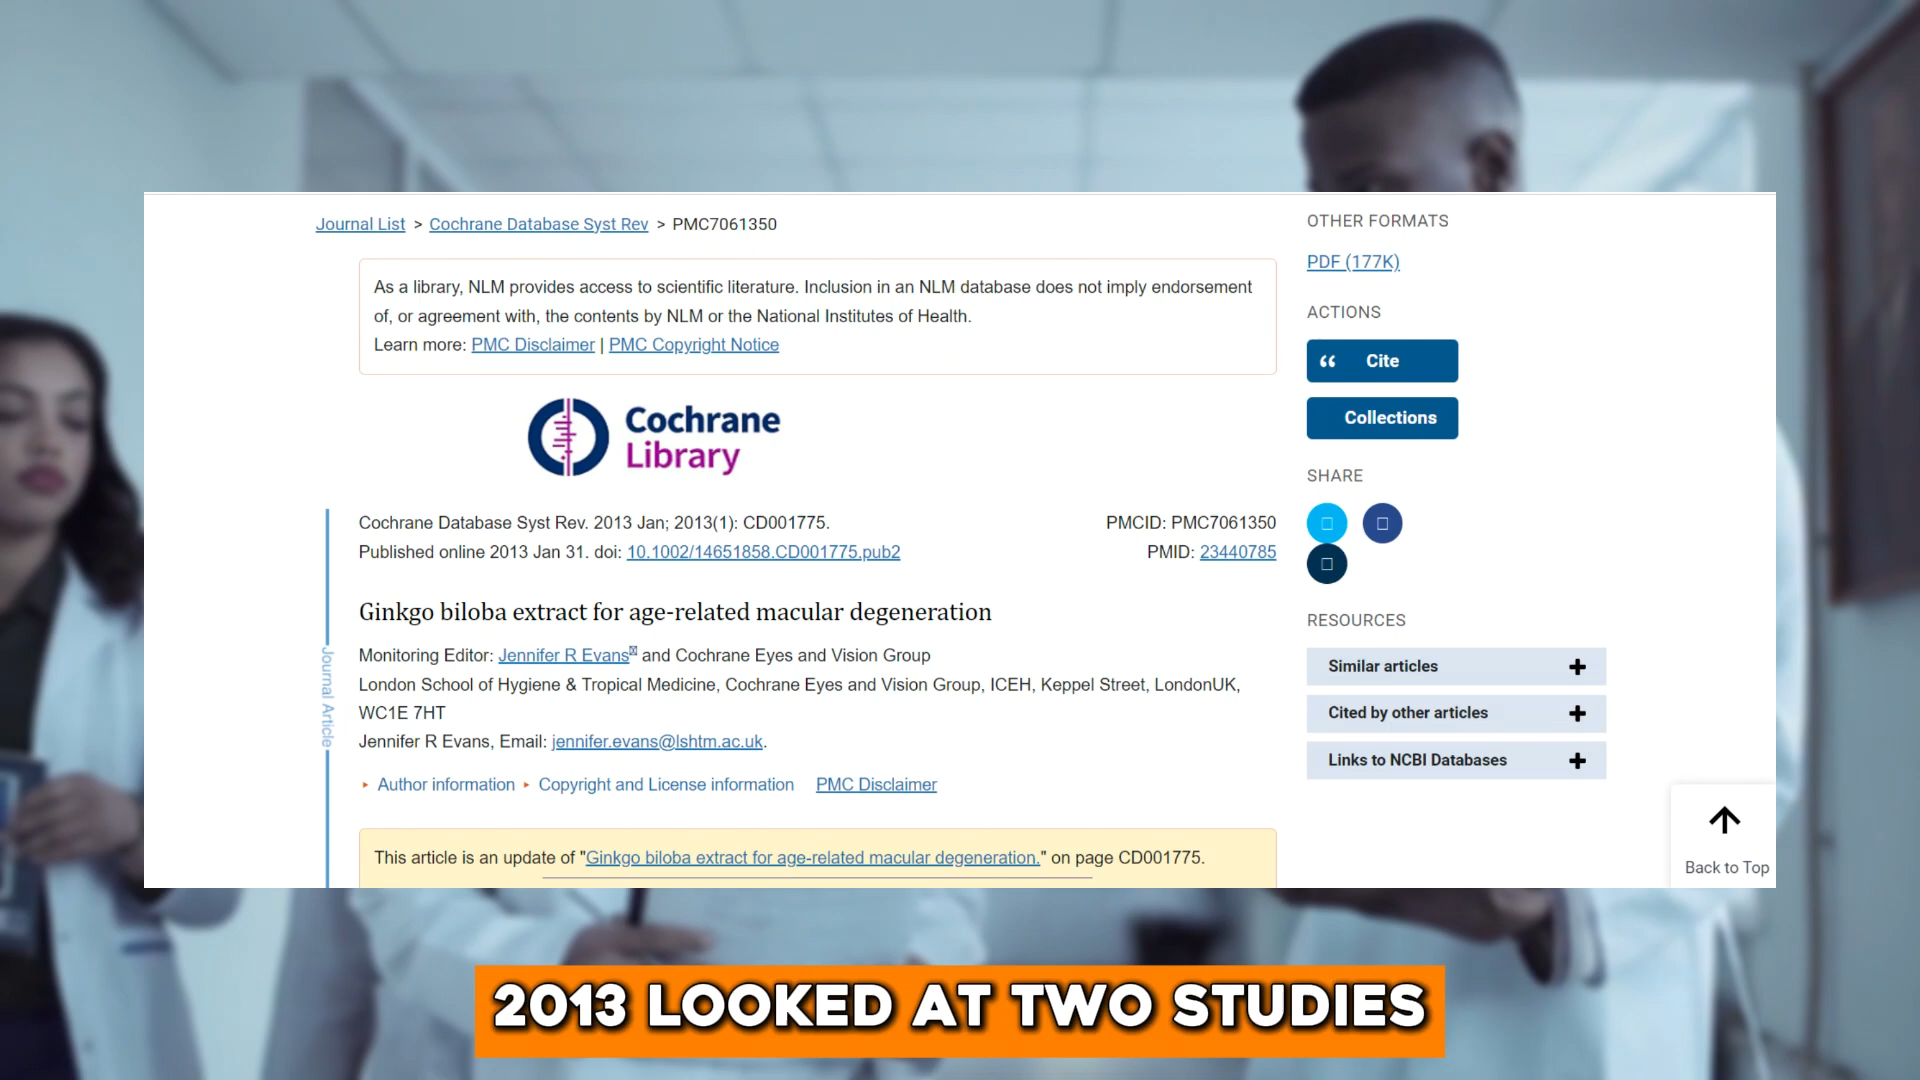 Journal List > Cochrane Database Syst Rev > PMC7061350
As a library, NLM provides access to scientific literature. Inclusion in an NLM database does not imply endorsement
of, or agreement with, the contents by NLM or the National Institutes of Health.
Learn more: PMC Disclaimer | PMC Copyright Notice
Cochrane
Library
Cochrane Database Syst Rev. 2013 Jan; 2013(1): CD001775.
PMCID: PMC7061350
Published online 2013 Jan 31. doi: 10.1002/14651858.CD001775.pub2
PMID: 23440785
Ginkgo biloba extract for age-related macular degeneration
Monitoring Editor: Jennifer R Evans and Cochrane Eyes and Vision Group
London School of Hygiene & Tropical Medicine, Cochrane Eyes and Vision Group, ICEH, Keppel Street, LondonUK,
WC1E 7HT
Jennifer R Evans, Email: jennifer.evans@lshtm.ac.uk.
Author information Copyright and License information PMC Disclaimer
This article is an update of "Ginkgo biloba extract for age-related macular degeneration." on page CD001775.
Journal Article
OTHER FORMATS
PDF (177K)
ACTIONS
Cite
Collections
SHARE
RESOURCES
Similar articles
Cited by other articles
Links to NCBI Databases
Back to Top
2013 LOOKED AT TWO STUDIES